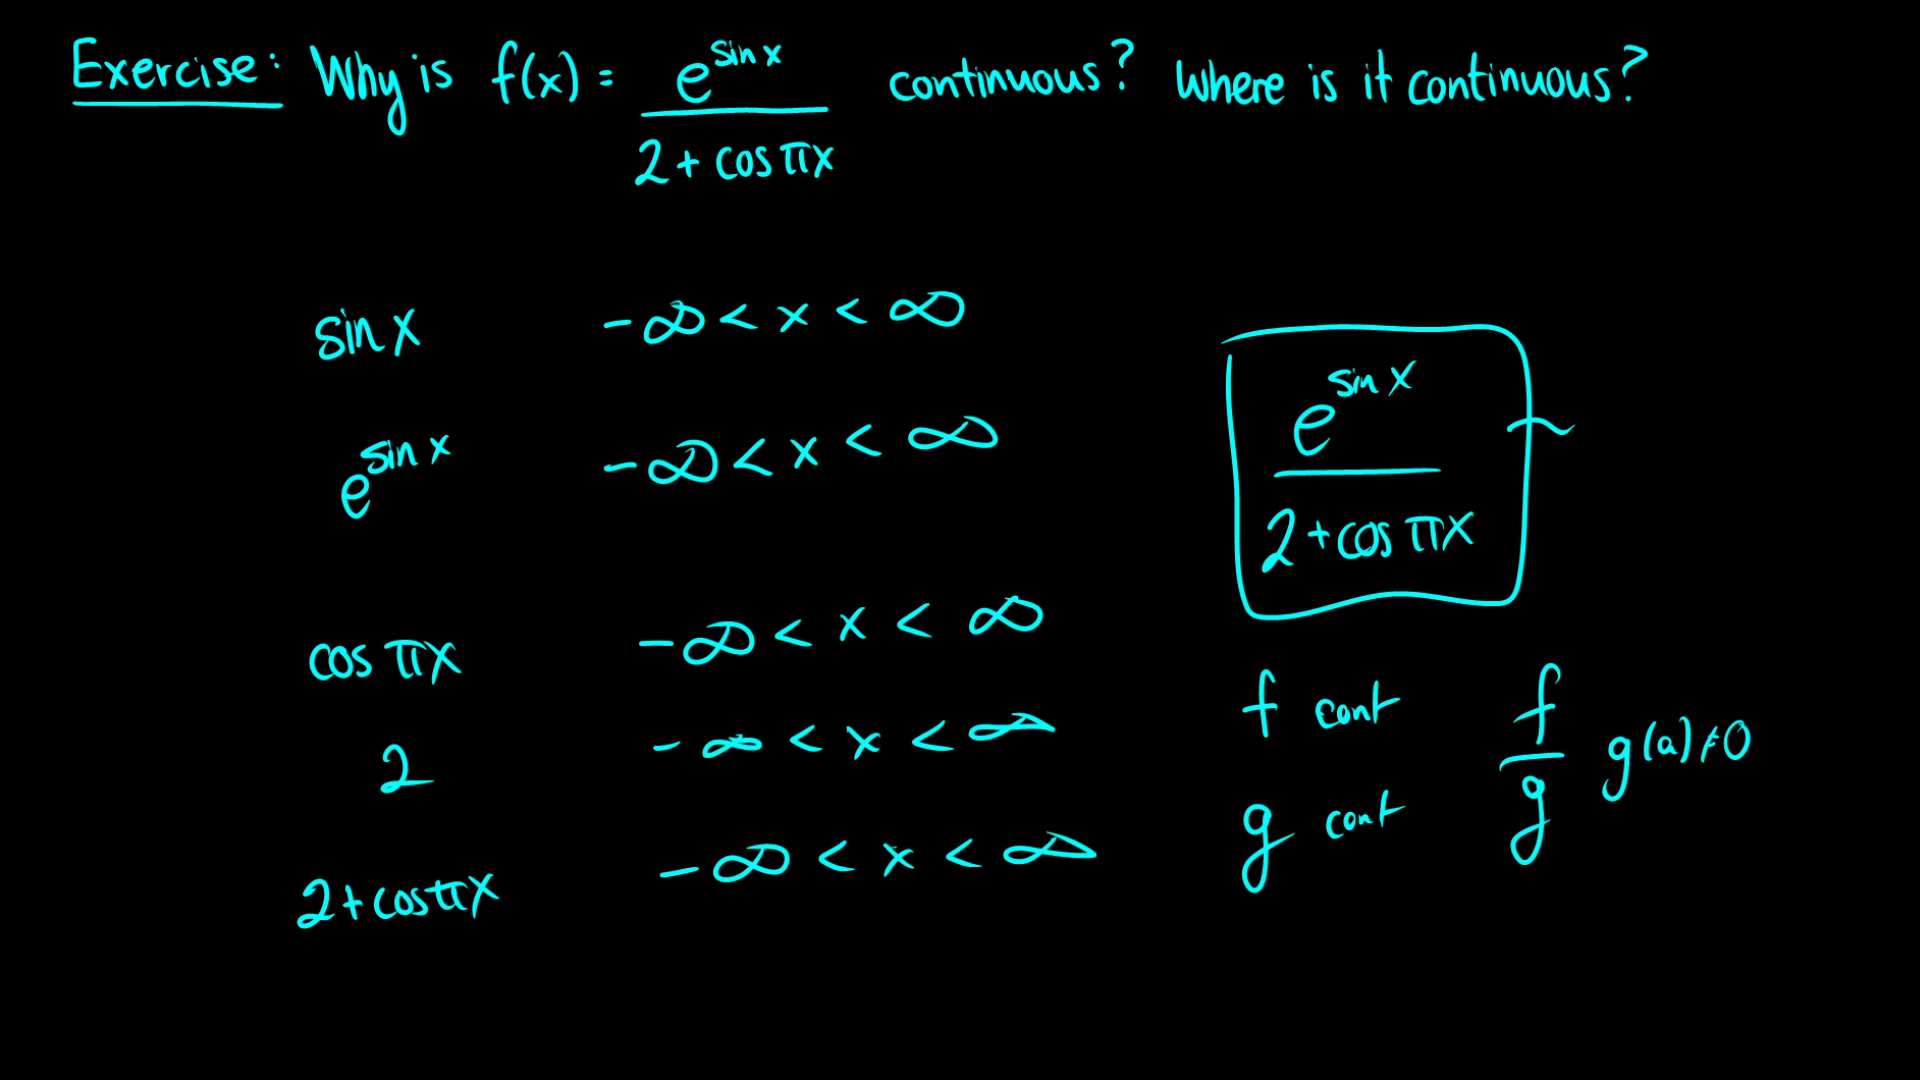 Exercise: Why is f(x) = e^{sin x} / (2 + cos πx) continuous? Where is it continuous?
sin x   -∞ < x < ∞
e^{sin x}   -∞ < x < ∞
cos πx   -∞ < x < ∞
2   -∞ < x < ∞
2 + cos πx   -∞ < x < ∞
e^{sin x}
2 + cos πx
f cont
g cont
f/g   g(a) ≠ 0